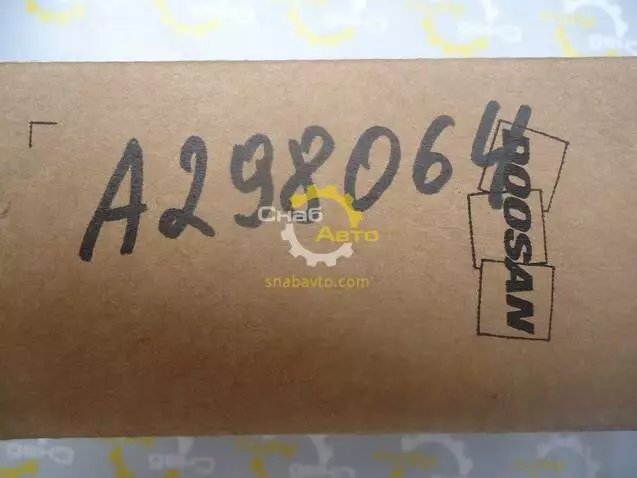 A298064
DOOSAN
Снаб
Авто
snabavto.com